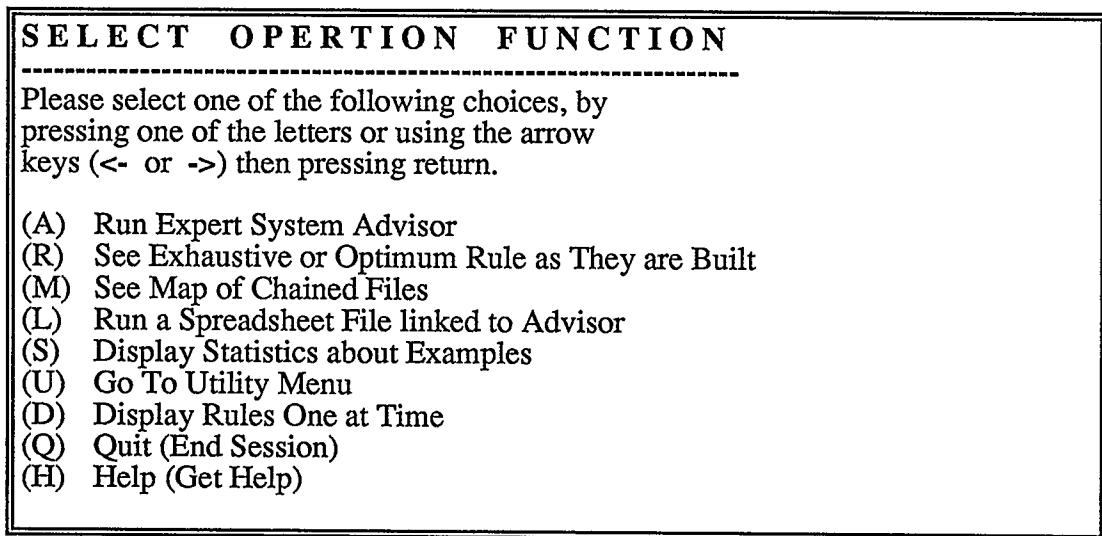 SELECT OPERTION FUNCTION
----------------------------------------------------------------------
Please select one of the following choices, by
pressing one of the letters or using the arrow
keys (<- or ->) then pressing return.
(A) Run Expert System Advisor
(R) See Exhaustive or Optimum Rule as They are Built
(M) See Map of Chained Files
(L) Run a Spreadsheet File linked to Advisor
(S) Display Statistics about Examples
(U) Go To Utility Menu
(D) Display Rules One at Time
(Q) Quit (End Session)
(H) Help (Get Help)